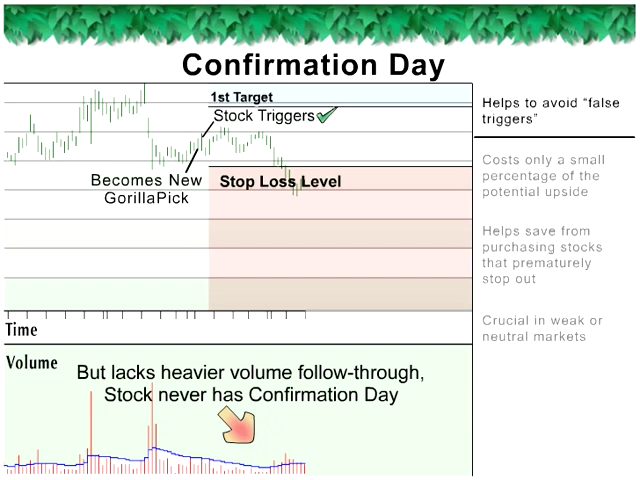 Confirmation Day
1st Target
Stock Triggers
Becomes New
GorillaPick
Stop Loss Level
Time
Volume
But lacks heavier volume follow-through,
Stock never has Confirmation Day
Helps to avoid “false
triggers”
Costs only a small
percentage of the
potential upside
Helps save from
purchasing stocks
that prematurely
stop out
Crucial in weak or
neutral markets